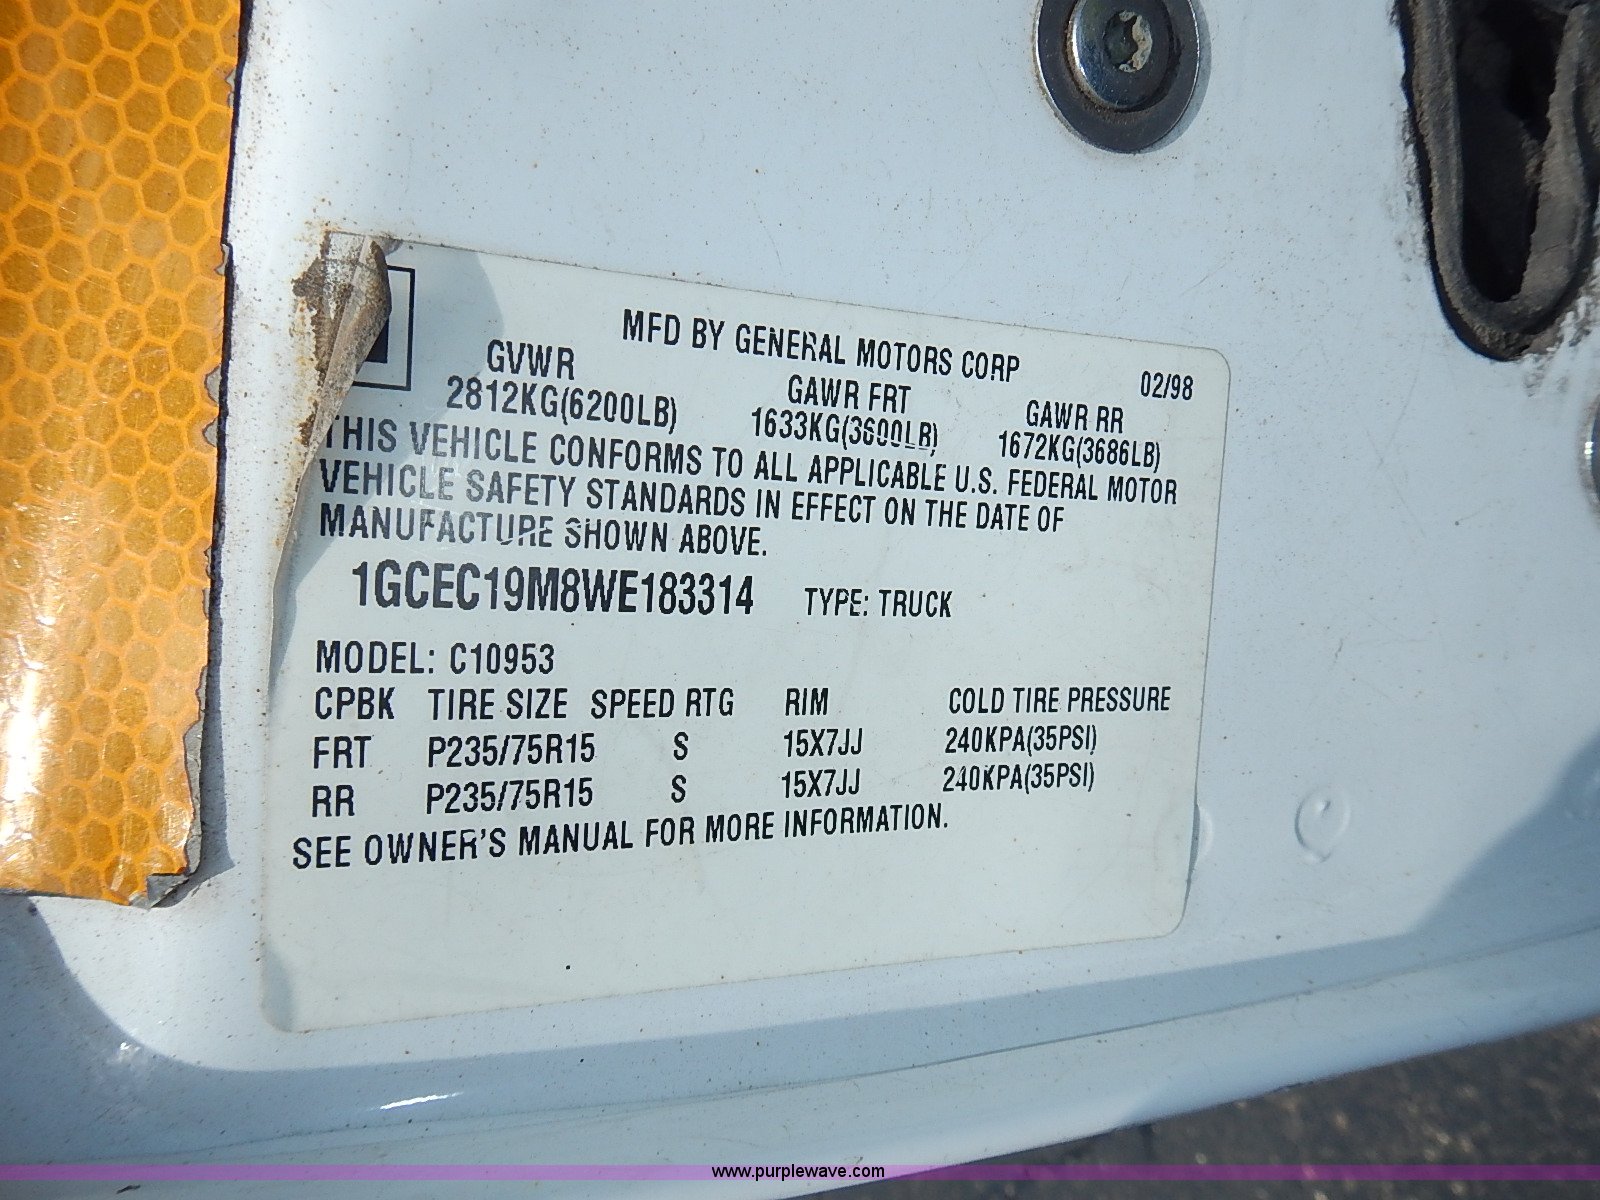 MFD BY GENERAL MOTORS CORP
02/98
GVWR GAWR FRT GAWR RR
2812KG(6200LB) 1633KG(3600LB) 1672KG(3686LB)
THIS VEHICLE CONFORMS TO ALL APPLICABLE U.S. FEDERAL MOTOR
VEHICLE SAFETY STANDARDS IN EFFECT ON THE DATE OF
MANUFACTURE SHOWN ABOVE.
1GCEC19M8WE183314 TYPE: TRUCK
MODEL: C10953
CPBK TIRE SIZE SPEED RTG RIM COLD TIRE PRESSURE
FRT P235/75R15 S 15X7JJ 240KPA(35PSI)
RR P235/75R15 S 15X7JJ 240KPA(35PSI)
SEE OWNER'S MANUAL FOR MORE INFORMATION.
www.purplewave.com